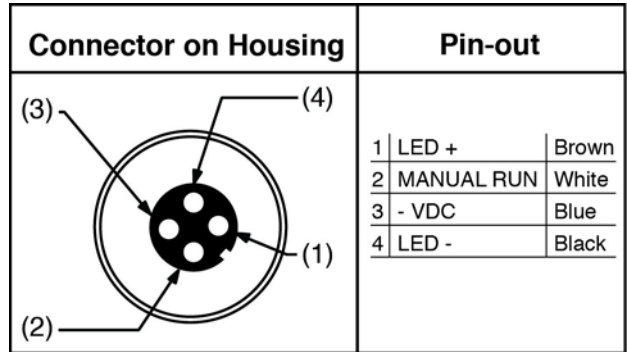 Connector on Housing
Pin-out
(3)
(4)
(1)
(2)
1 LED + Brown
2 MANUAL RUN White
3 - VDC Blue
4 LED - Black